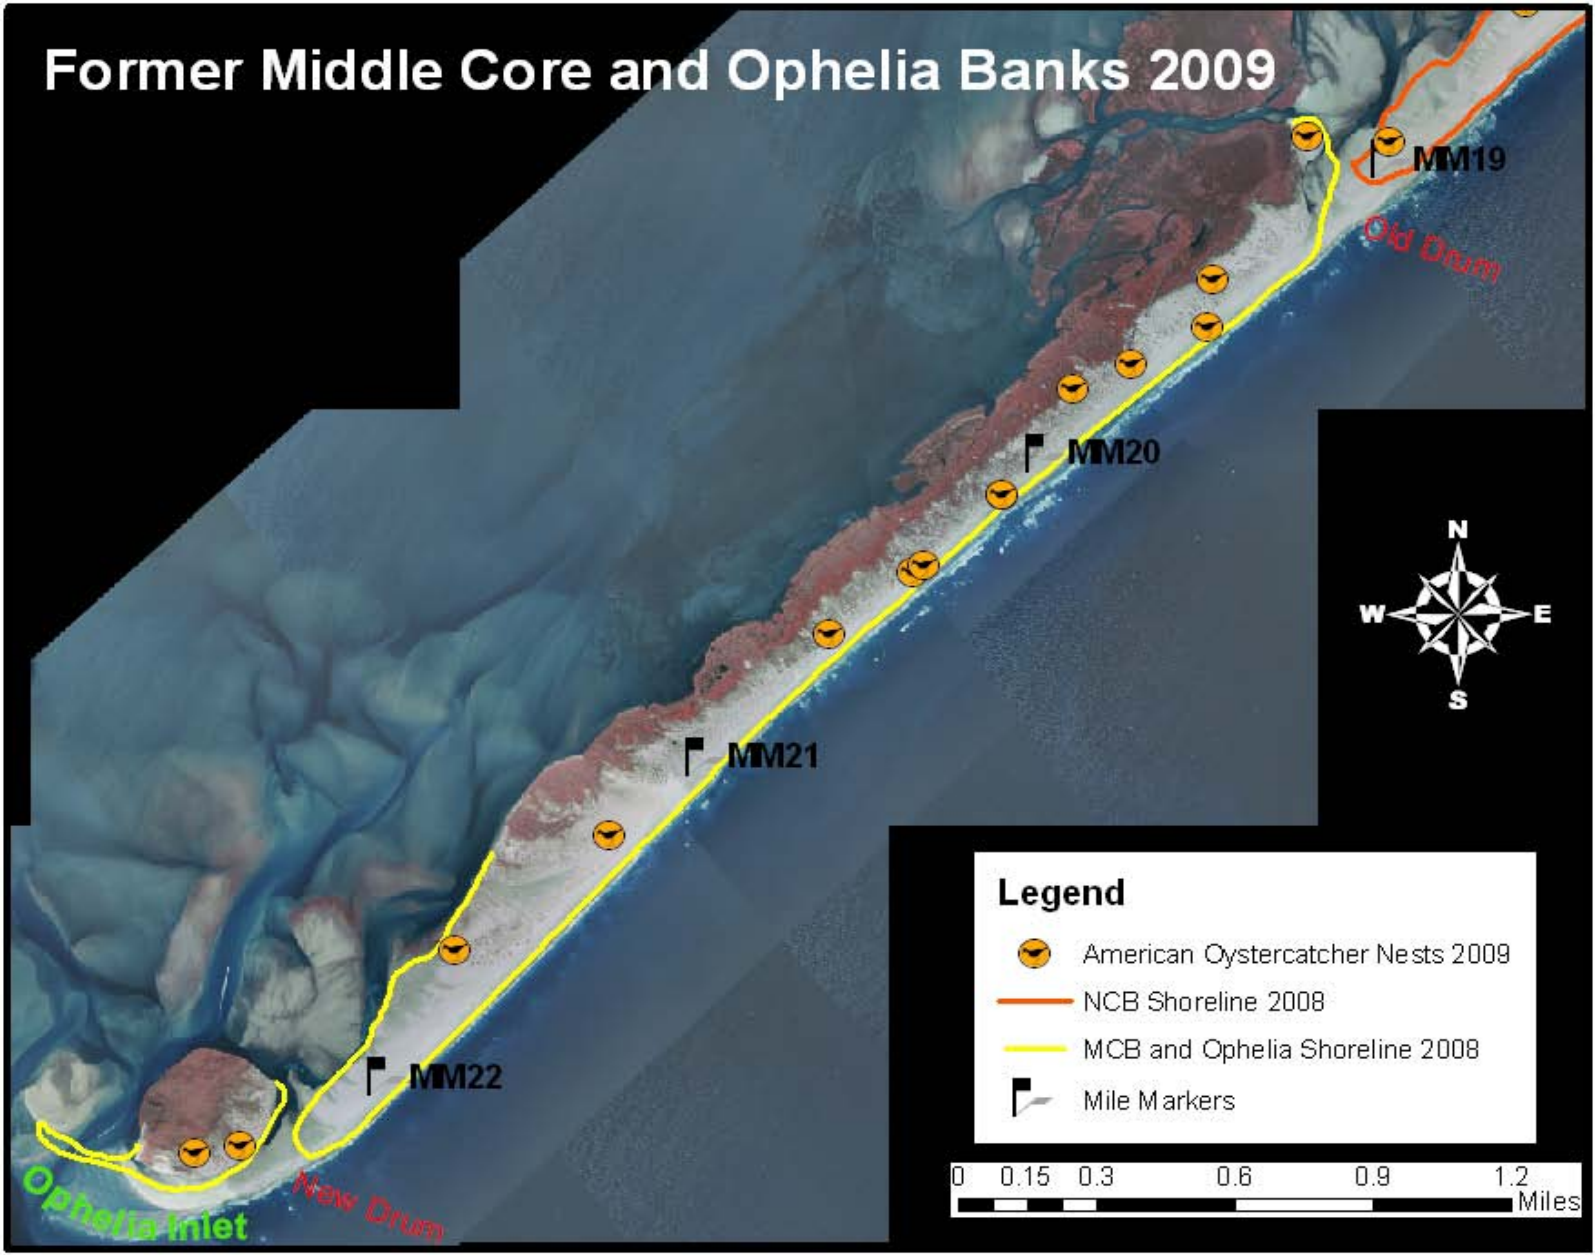 Former Middle Core and Ophelia Banks 2009
MM19
Old Drum
MM20
N
W
E
S
MM21
MM22
Ophelia Inlet
New Drum
Legend
American Oystercatcher Nests 2009
NCB Shoreline 2008
MCB and Ophelia Shoreline 2008
Mile Markers
0 0.15 0.3 0.6 0.9 1.2
Miles